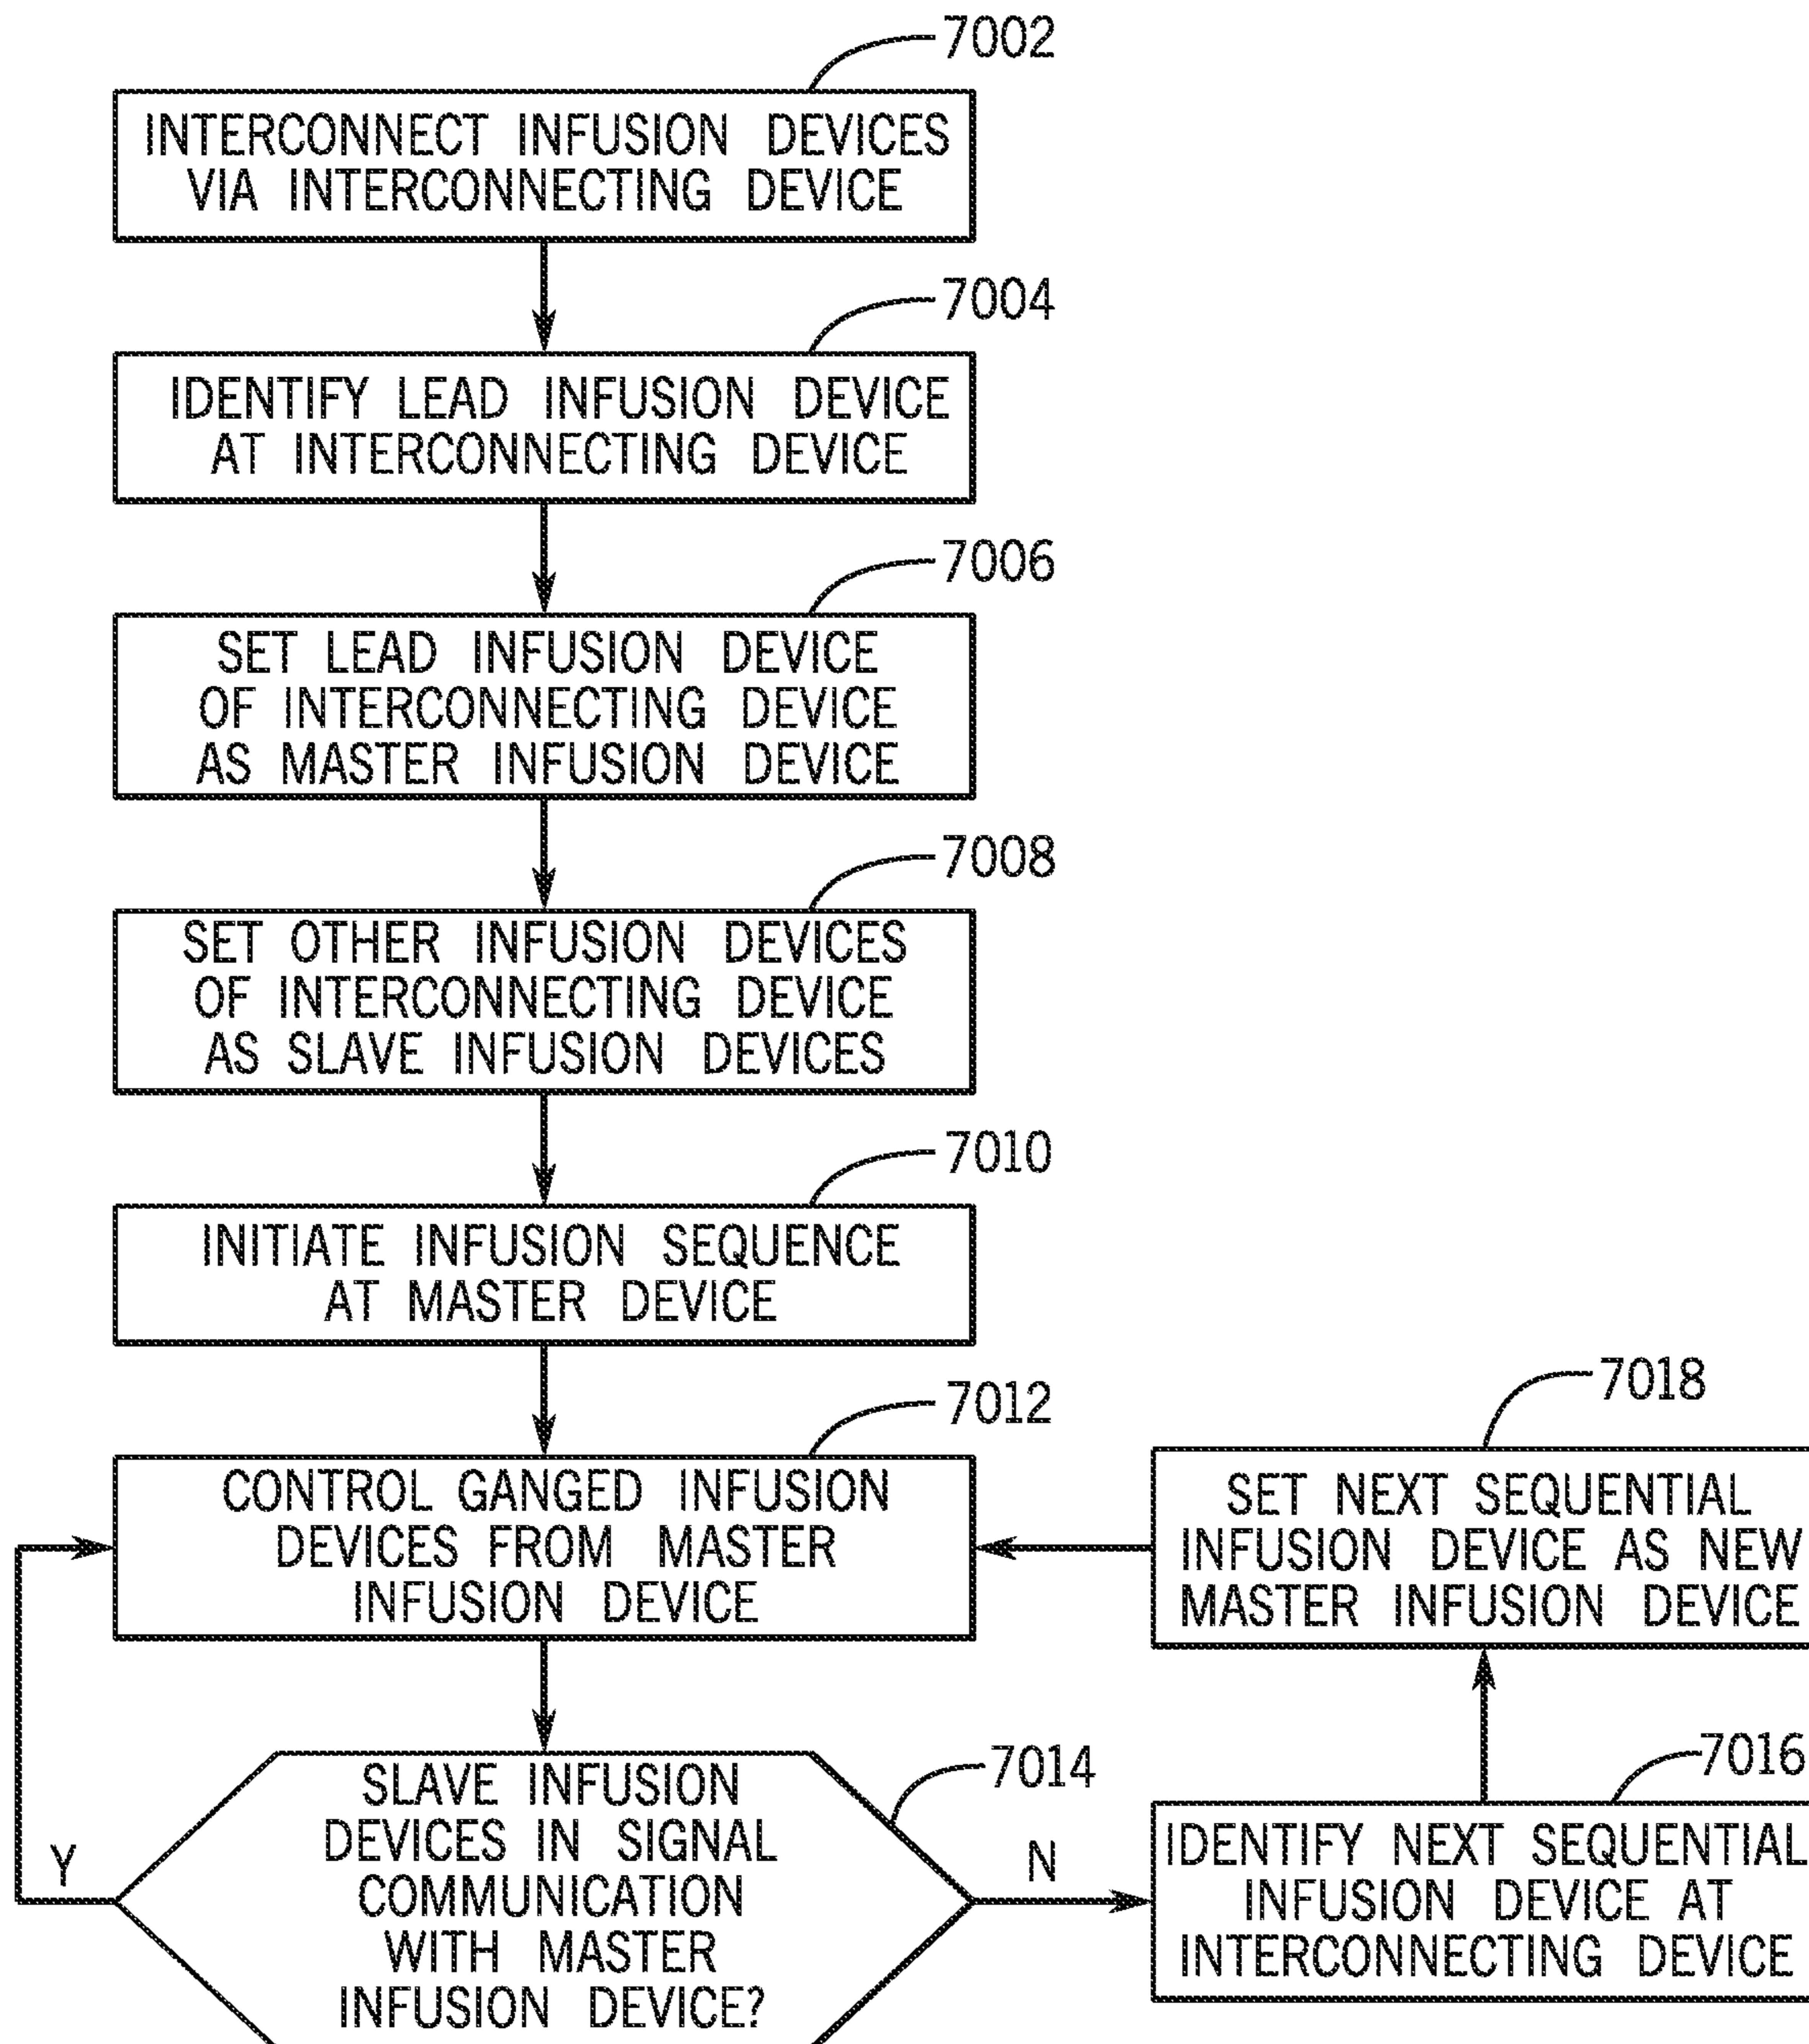 7002
INTERCONNECT INFUSION DEVICES
VIA INTERCONNECTING DEVICE
7004
IDENTIFY LEAD INFUSION DEVICE
AT INTERCONNECTING DEVICE
7006
SET LEAD INFUSION DEVICE
OF INTERCONNECTING DEVICE
AS MASTER INFUSION DEVICE
7008
SET OTHER INFUSION DEVICES
OF INTERCONNECTING DEVICE
AS SLAVE INFUSION DEVICES
7010
INITIATE INFUSION SEQUENCE
AT MASTER DEVICE
7012
CONTROL GANGED INFUSION
DEVICES FROM MASTER
INFUSION DEVICE
7018
SET NEXT SEQUENTIAL
INFUSION DEVICE AS NEW
MASTER INFUSION DEVICE
7014
SLAVE INFUSION
DEVICES IN SIGNAL
COMMUNICATION
WITH MASTER
INFUSION DEVICE?
Y
N
7016
IDENTIFY NEXT SEQUENTIAL
INFUSION DEVICE AT
INTERCONNECTING DEVICE